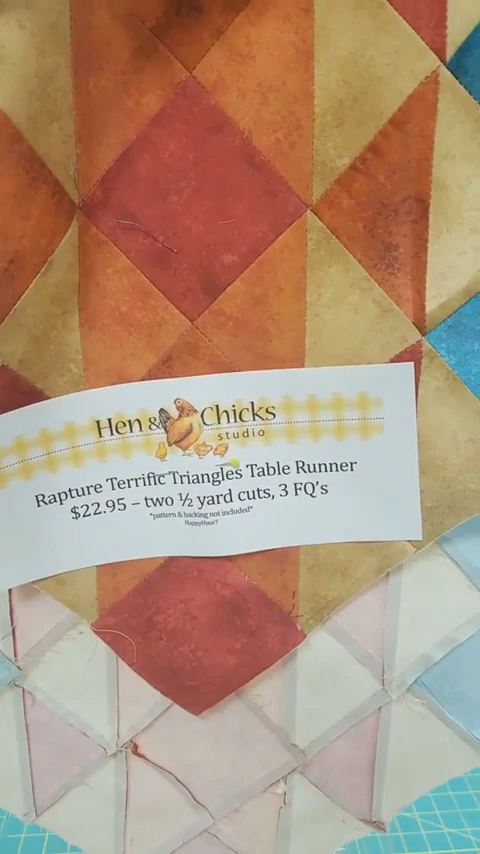 Hen & Chicks
studio
Rapture Terrific Triangles Table Runner
$22.95 – two ½ yard cuts, 3 FQ's
*pattern & backing not included*
HappyHour7